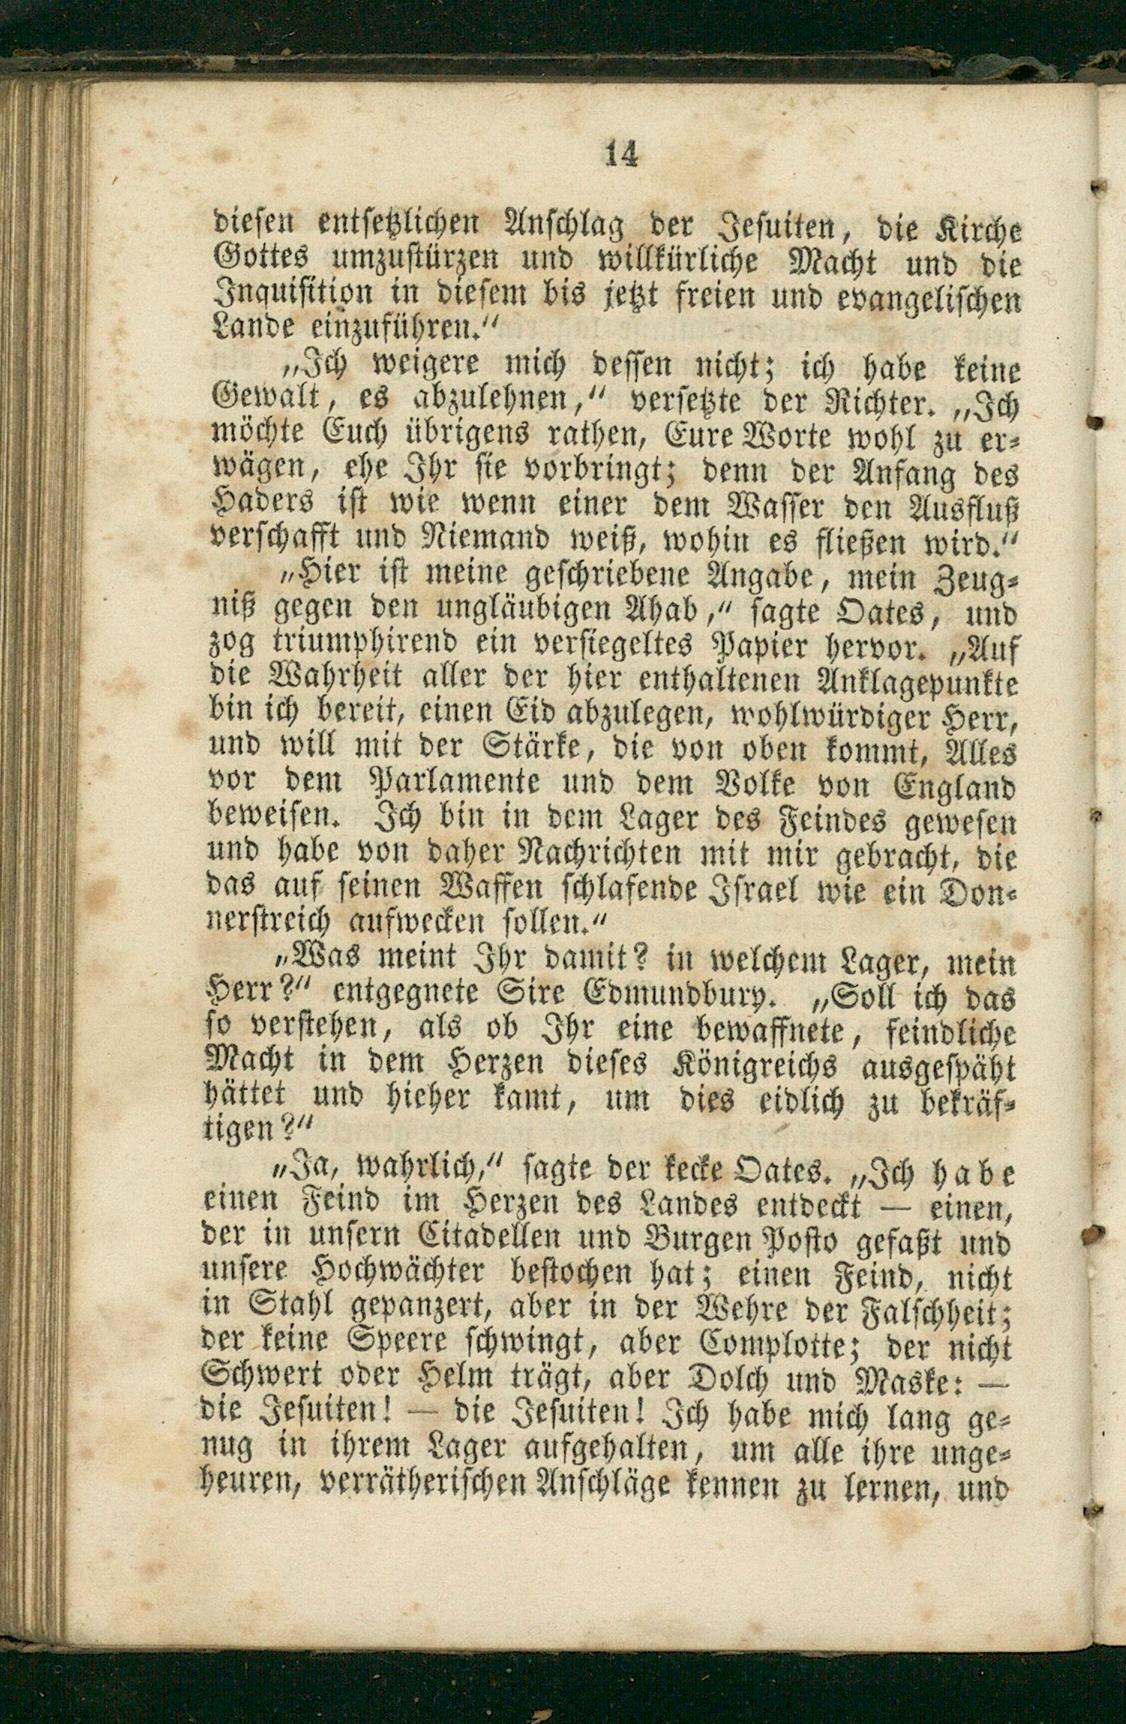 14
diesen entsetzlichen Anschlag der Jesuiten, die Kirche
Gottes umzustürzen und willkürliche Macht und die
Inquisition in diesem bis jetzt freien und evangelischen
Lande einzuführen.“
„Ich weigere mich dessen nicht; ich habe keine
Gewalt, es abzulehnen,“ versetzte der Richter. „Ich
möchte Euch übrigens rathen, Eure Worte wohl zu er-
wägen, ehe Ihr sie vorbringt; denn der Anfang des
Haders ist wie wenn einer dem Wasser den Ausfluß
verschafft und Niemand weiß, wohin es fließen wird.“
„Hier ist meine geschriebene Angabe, mein Zeug-
niß gegen den ungläubigen Ahab,“ sagte Oates, und
zog triumphirend ein versiegeltes Papier hervor. „Auf
die Wahrheit aller der hier enthaltenen Anklagepunkte
bin ich bereit, einen Eid abzulegen, wohlwürdiger Herr,
und will mit der Stärke, die von oben kommt, Alles
vor dem Parlamente und dem Volke von England
beweisen. Ich bin in dem Lager des Feindes gewesen
und habe von daher Nachrichten mit mir gebracht, die
das auf seinen Waffen schlafende Israel wie ein Don-
nerstreich aufwecken sollen.“
„Was meint Ihr damit? in welchem Lager, mein
Herr?“ entgegnete Sire Edmundbury. „Soll ich das
so verstehen, als ob Ihr eine bewaffnete, feindliche
Macht in dem Herzen dieses Königreichs ausgespäht
hättet und hieher kamt, um dies eidlich zu bekräf-
tigen?“
„Ja, wahrlich,“ sagte der kecke Oates. „Ich habe
einen Feind im Herzen des Landes entdeckt — einen,
der in unsern Citadellen und Burgen Posto gefaßt und
unsere Hochwächter bestochen hat; einen Feind, nicht
in Stahl gepanzert, aber in der Wehre der Falschheit;
der keine Speere schwingt, aber Complotte; der nicht
Schwert oder Helm trägt, aber Dolch und Maske: —
die Jesuiten! — die Jesuiten! Ich habe mich lang ge-
nug in ihrem Lager aufgehalten, um alle ihre unge-
heuren, verrätherischen Anschläge kennen zu lernen, und